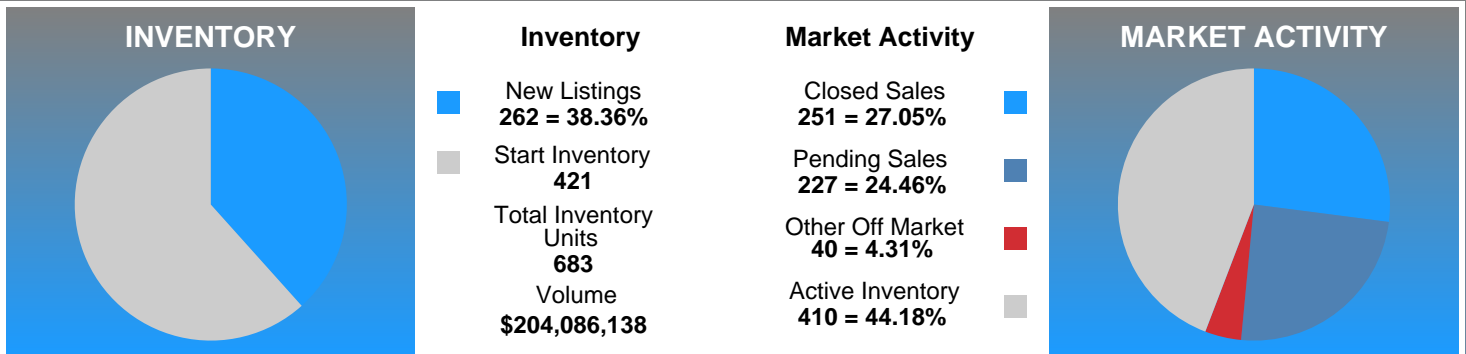 INVENTORY
Inventory
New Listings
262 = 38.36%
Start Inventory
421
Total Inventory
Units
683
Volume
$204,086,138
Market Activity
Closed Sales
251 = 27.05%
Pending Sales
227 = 24.46%
Other Off Market
40 = 4.31%
Active Inventory
410 = 44.18%
MARKET ACTIVITY